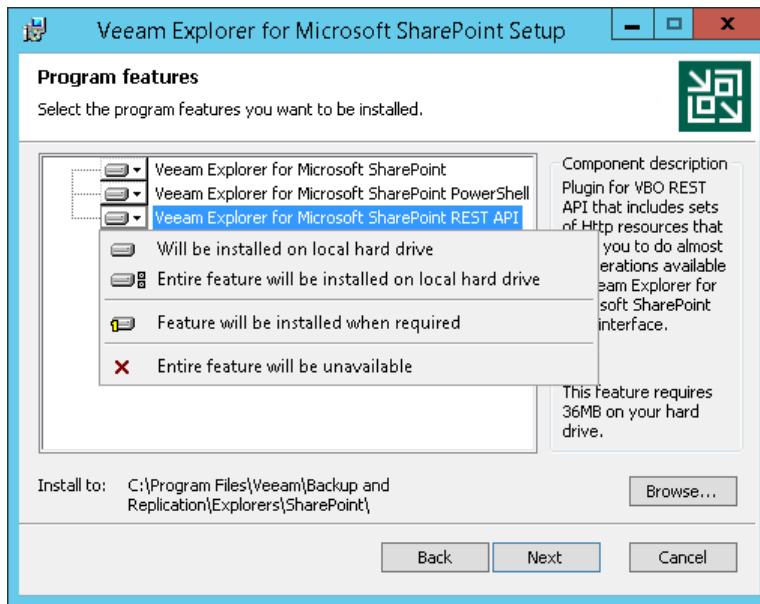 Veeam Explorer for Microsoft SharePoint Setup
Program features
Select the program features you want to be installed.
Veeam Explorer for Microsoft SharePoint
Veeam Explorer for Microsoft SharePoint PowerShell
Veeam Explorer for Microsoft SharePoint REST API
Will be installed on local hard drive
Entire feature will be installed on local hard drive
Feature will be installed when required
Entire feature will be unavailable
Component description
Plugin for VBO REST
API that includes sets
of Http resources that
you to do almost
available
Explorer for
SharePoint
interface.
This feature requires
36MB on your hard
drive.
Install to:
C:\Program Files\Veeam\Backup and
Replication\Explorers\SharePoint\
Browse...
Back
Next
Cancel